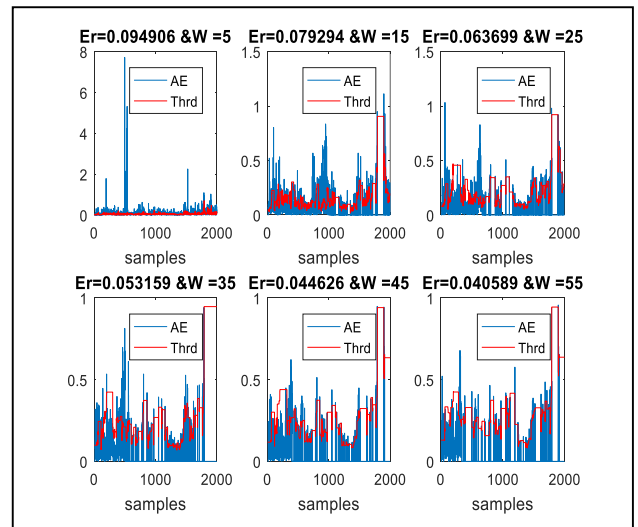 Er=0.094906 &W =5
Er=0.079294 &W =15
Er=0.063699 &W =25
8
6
4
2
0
AE
Thrd
0
1000
2000
samples
1.5
1
0.5
0
AE
Thrd
0
1000
2000
samples
1.5
1
0.5
0
AE
Thrd
0
1000
2000
samples
Er=0.053159 &W =35
Er=0.044626 &W =45
Er=0.040589 &W =55
1
0.5
0
AE
Thrd
0
1000
2000
samples
1
0.5
0
AE
Thrd
0
1000
2000
samples
1
0.5
0
AE
Thrd
0
1000
2000
samples